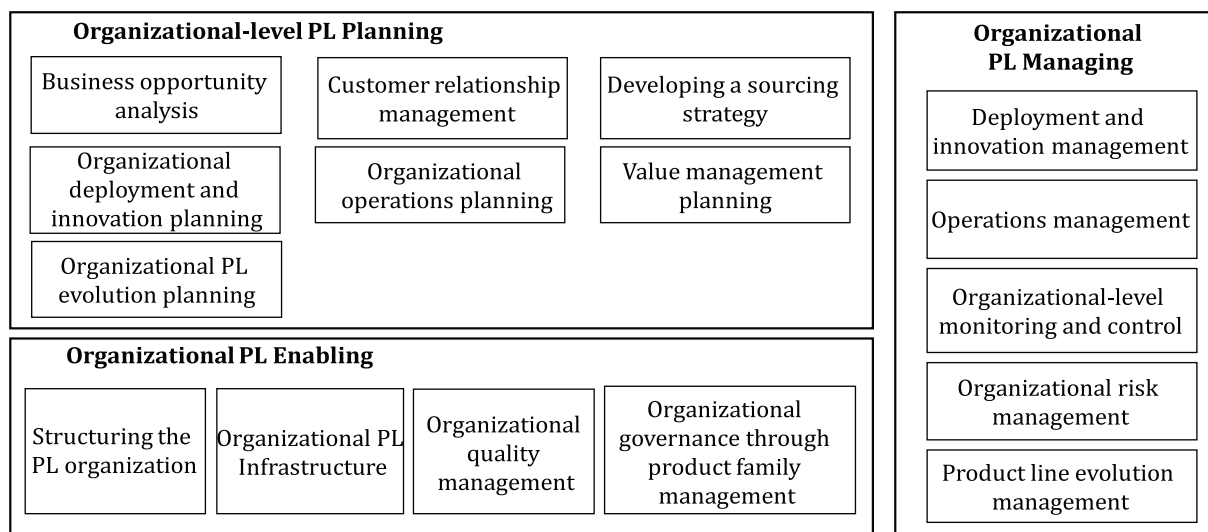 Organizational-level PL Planning
Business opportunity
analysis
Customer relationship
management
Developing a sourcing
strategy
Organizational
deployment and
innovation planning
Organizational
operations planning
Value management
planning
Organizational PL
evolution planning
Organizational PL Enabling
Structuring the
PL organization
Organizational PL
Infrastructure
Organizational
quality
management
Organizational
governance through
product family
management
Organizational
PL Managing
Deployment and
innovation management
Operations management
Organizational-level
monitoring and control
Organizational risk
management
Product line evolution
management